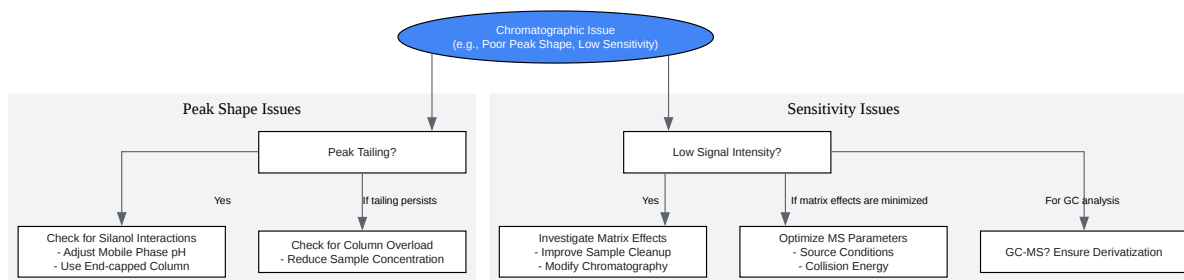 Chromatographic Issue
(e.g., Poor Peak Shape, Low Sensitivity)
Peak Shape Issues
Sensitivity Issues
Peak Tailing?
Low Signal Intensity?
Yes
If tailing persists
Yes
If matrix effects are minimized
For GC analysis
Check for Silanol Interactions
- Adjust Mobile Phase pH
- Use End-capped Column
Check for Column Overload
- Reduce Sample Concentration
Investigate Matrix Effects
- Improve Sample Cleanup
- Modify Chromatography
Optimize MS Parameters
- Source Conditions
- Collision Energy
GC-MS? Ensure Derivatization